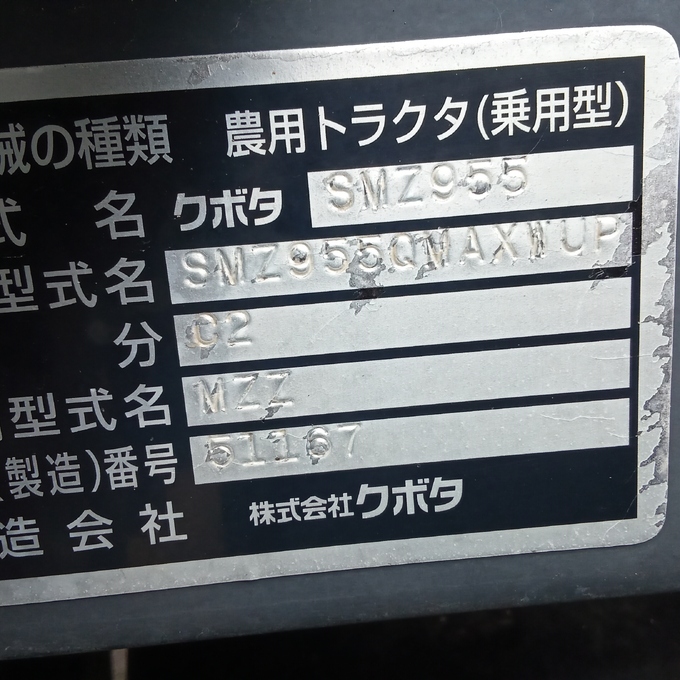 械の種類 農用トラクタ(乗用型)
式名 クボタ SMZ955
型式名 SMZ955QMAXWUP
分 C2
型式名 MZZ
(製造)番号 51167
造会社 株式会社クボタ